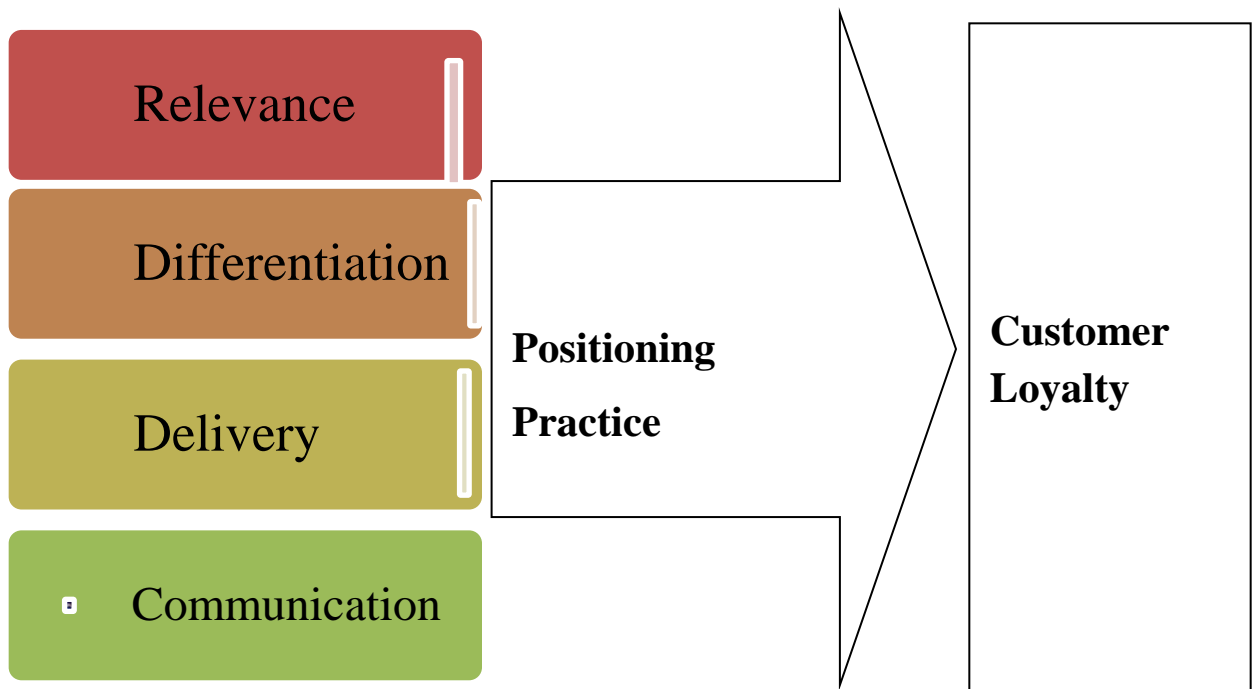 Relevance
Differentiation
Delivery
Communication
Positioning
Practice
Customer
Loyalty